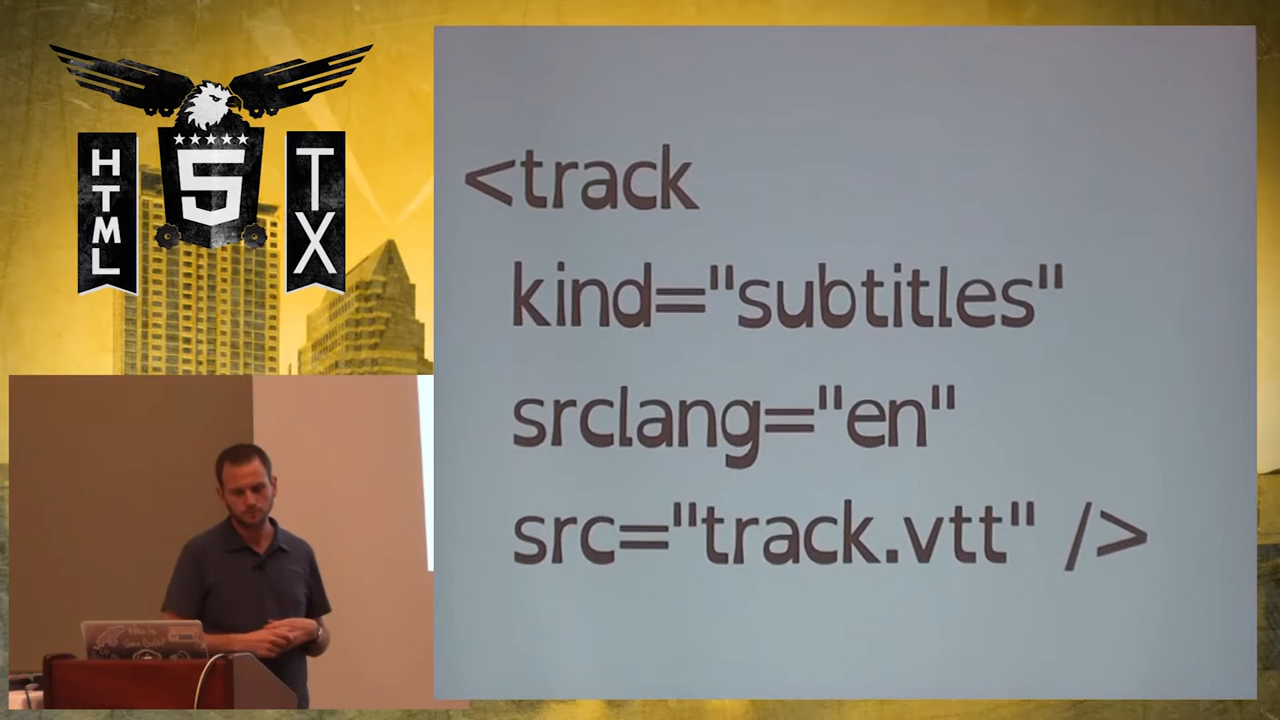 HTML
5
TX
<track
kind="subtitles"
srclang="en"
src="track.vtt" />